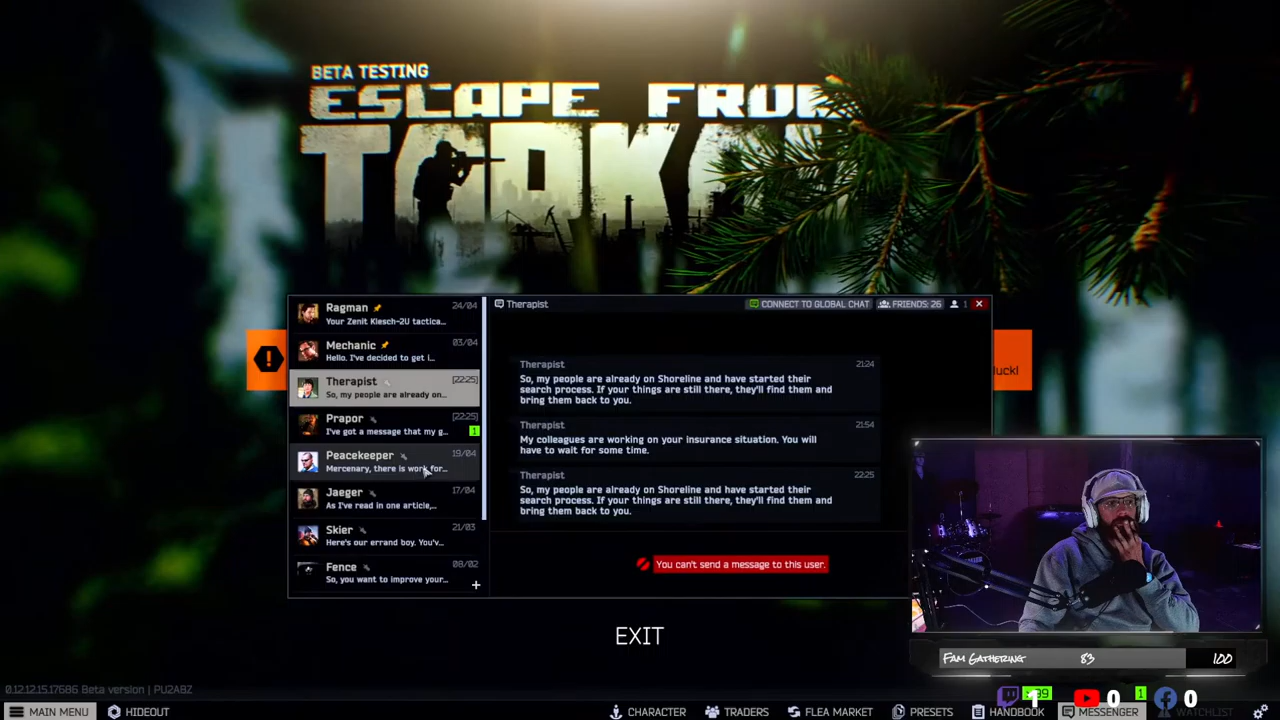 BETA TESTING
ESCAPE FROM
Ragman 24/04
Your Zenit Klesch-2U tactica...
Mechanic 03/04
Hello. I've decided to get i...
Therapist [22:25]
So, my people are already on...
Prapor [22:25]
I've got a message that my g... 1
Peacekeeper 19/04
Mercenary, there is work for...
Jaeger 17/04
As I've read in one article,...
Skier 21/03
Here's our errand boy. You'v...
Fence 08/02
So, you want to improve your...
+
Therapist CONNECT TO GLOBAL CHAT FRIENDS: 26 1
Therapist 21:24
So, my people are already on Shoreline and have started their
search process. If your things are still there, they'll find them and
bring them back to you.
Therapist 21:54
My colleagues are working on your insurance situation. You will
have to wait for some time.
Therapist 22:25
So, my people are already on Shoreline and have started their
search process. If your things are still there, they'll find them and
bring them back to you.
You can't send a message to this user.
luck!
EXIT
Fam Gathering 83 100
0.12.12.15.17686 Beta version | PU2ABZ
1 0 1 0
MAIN MENU HIDEOUT CHARACTER TRADERS FLEA MARKET PRESETS HANDBOOK MESSENGER WATCHLIST